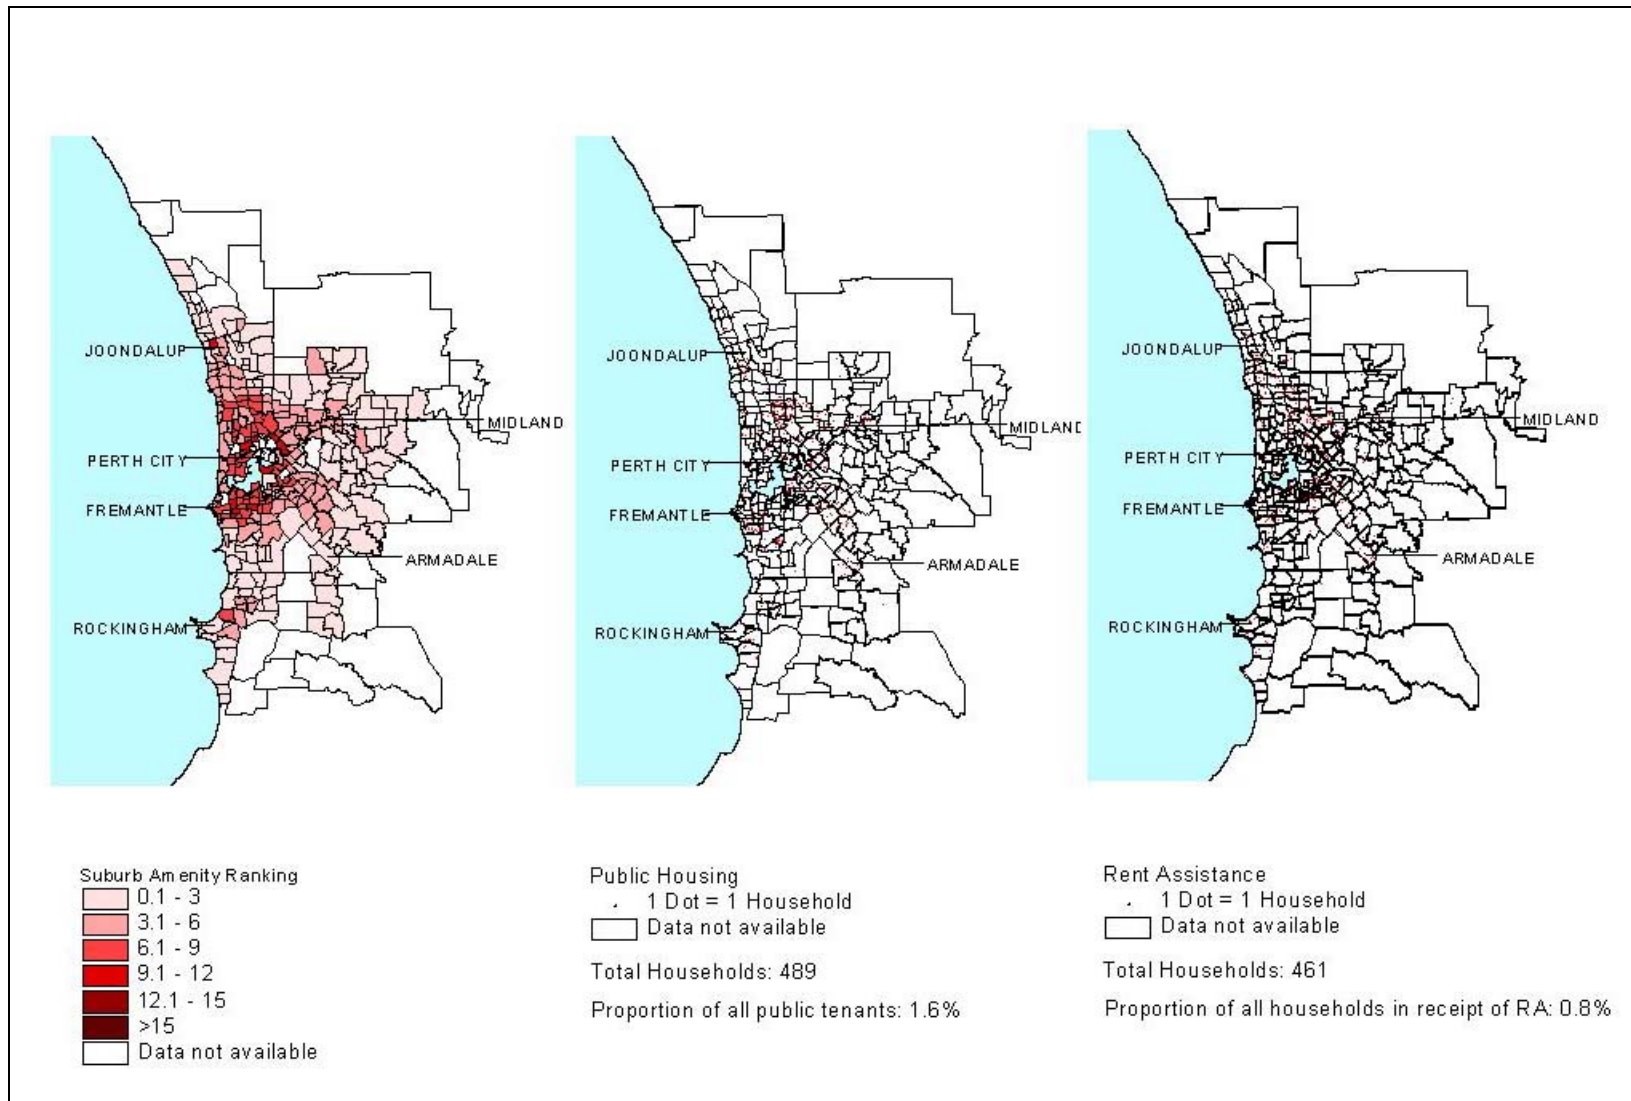 JOONDALUP
MIDLAND
PERTH CITY
FREMANTLE
ARMADALE
ROCKINGHAM
Suburb Amenity Ranking
0.1 - 3
3.1 - 6
6.1 - 9
9.1 - 12
12.1 - 15
>15
Data not available
JOONDALUP
MIDLAND
PERTH CITY
FREMANTLE
ARMADALE
ROCKINGHAM
Public Housing
. 1 Dot = 1 Household
Data not available
Total Households: 489
Proportion of all public tenants: 1.6%
JOONDALUP
MIDLAND
PERTH CITY
FREMANTLE
ARMADALE
ROCKINGHAM
Rent Assistance
. 1 Dot = 1 Household
Data not available
Total Households: 461
Proportion of all households in receipt of RA: 0.8%